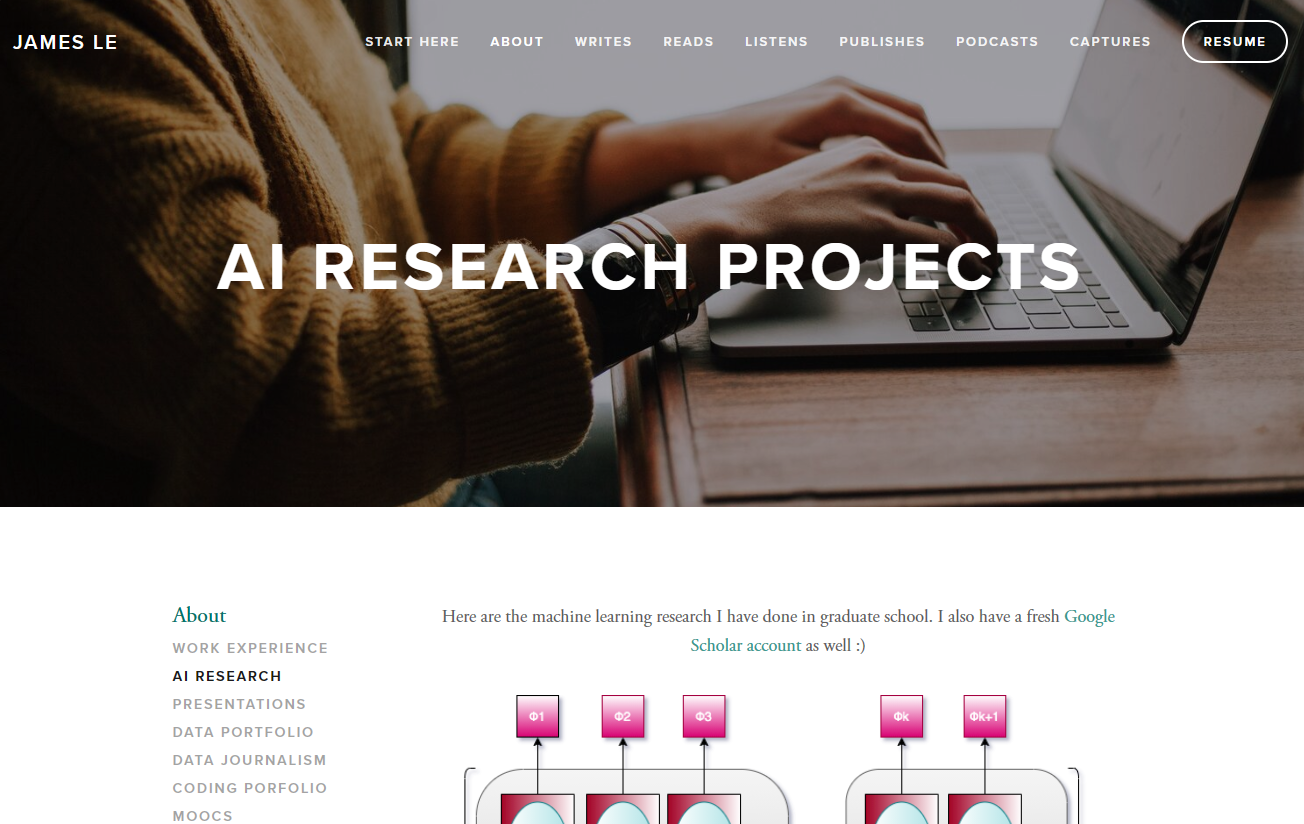 JAMES LE
START HERE ABOUT WRITES READS LISTENS PUBLISHES PODCASTS CAPTURES RESUME
AI RESEARCH PROJECTS
About
WORK EXPERIENCE
AI RESEARCH
PRESENTATIONS
DATA PORTFOLIO
DATA JOURNALISM
CODING PORFOLIO
MOOCS
Here are the machine learning research I have done in graduate school. I also have a fresh Google
Scholar account as well :)
Φ1 Φ2 Φ3 Φk Φk+1